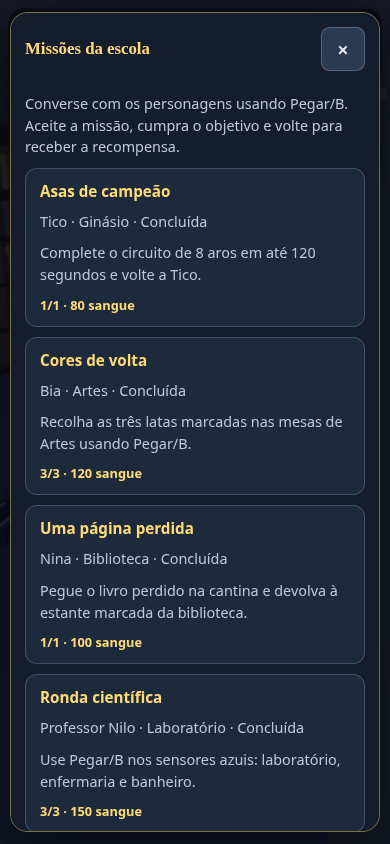 Missões da escola
×
Converse com os personagens usando Pegar/B.
Aceite a missão, cumpra o objetivo e volte para
receber a recompensa.
Asas de campeão
Tico · Ginásio · Concluída
Complete o circuito de 8 aros em até 120
segundos e volte a Tico.
1/1 · 80 sangue
Cores de volta
Bia · Artes · Concluída
Recolha as três latas marcadas nas mesas de
Artes usando Pegar/B.
3/3 · 120 sangue
Uma página perdida
Nina · Biblioteca · Concluída
Pegue o livro perdido na cantina e devolva à
estante marcada da biblioteca.
1/1 · 100 sangue
Ronda científica
Professor Nilo · Laboratório · Concluída
Use Pegar/B nos sensores azuis: laboratório,
enfermaria e banheiro.
3/3 · 150 sangue